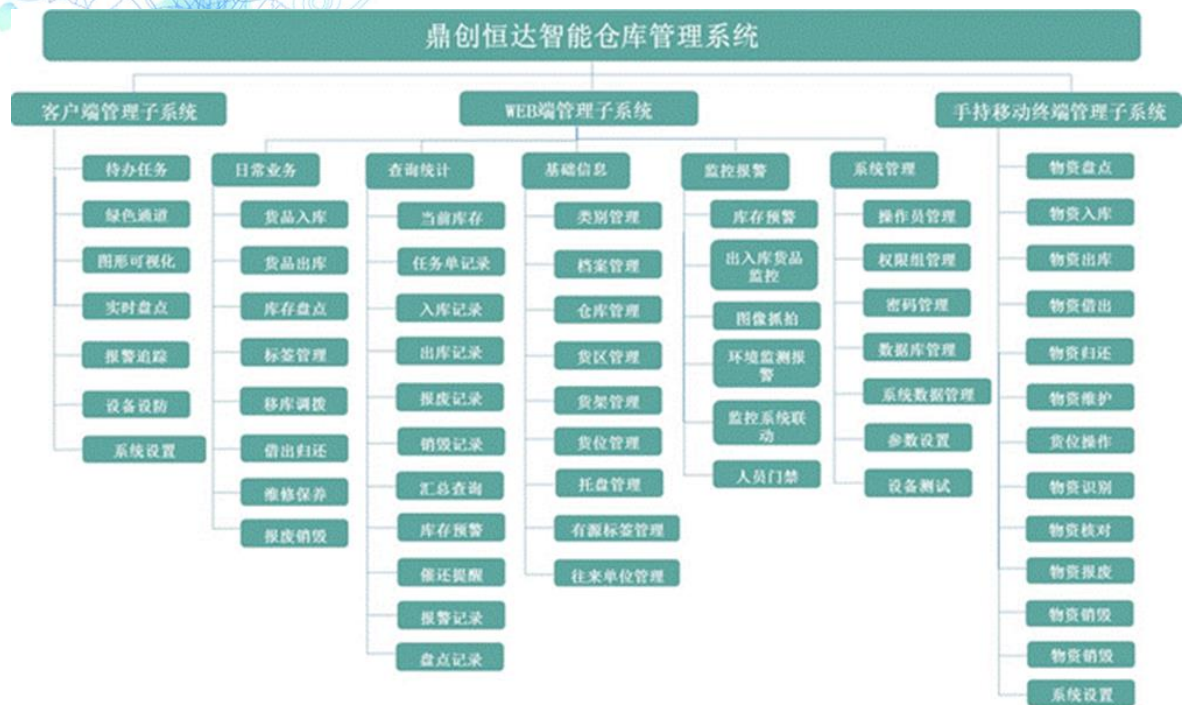 鼎创恒达智能仓库管理系统
客户端管理子系统
待办任务
绿色通道
图形可视化
实时盘点
报警追踪
设备设防
系统设置
WEB端管理子系统
日常业务
货品入库
货品出库
库存盘点
标签管理
移库调拨
借出归还
维修保养
报废销毁
查询统计
当前库存
任务单记录
入库记录
出库记录
报废记录
销毁记录
汇总查询
库存预警
催还提醒
报警记录
盘点记录
基础信息
类别管理
档案管理
仓库管理
货区管理
货架管理
货位管理
托盘管理
有源标签管理
往来单位管理
监控报警
库存预警
出入库货品
监控
图像抓拍
环境监测报
警
监控系统联
动
人员门禁
系统管理
操作员管理
权限组管理
密码管理
数据库管理
系统数据管理
参数设置
设备测试
手持移动终端管理子系统
物资盘点
物资入库
物资出库
物资借出
物资归还
物资维护
货位操作
物资识别
物资核对
物资报废
物资销毁
物资销毁
系统设置